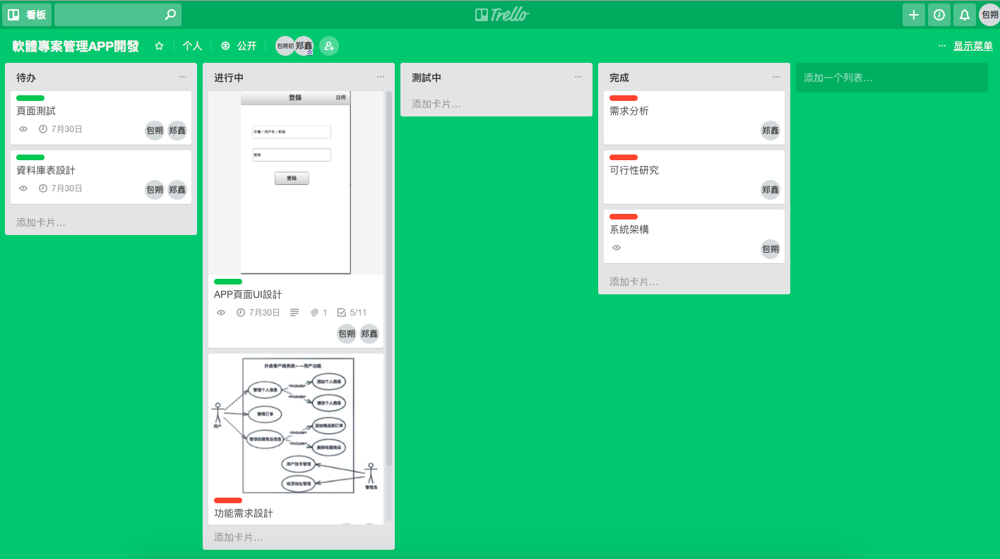 看板
Trello
包朔
軟體專案管理APP開發
个人
公开
包朔初
郑鑫
显示菜单
待办
頁面測試
7月30日
包朔
郑鑫
資料庫表設計
7月30日
包朔
郑鑫
添加卡片…
进行中
登錄
註冊
手機 / 用戶名 / 郵箱
密碼
登錄
APP頁面UI設計
7月30日
1
5/11
包朔
郑鑫
外卖客户端系统——用户功能
管理个人信息
<include>
添加个人信息
<include>
修改个人信息
管理订单
用户
管理收藏商品信息
<include>
添加商品到订单
<include>
删除收藏商品
用户账号管理
收货地址管理
管理员
功能需求設計
添加卡片…
測試中
添加卡片…
完成
需求分析
郑鑫
可行性研究
郑鑫
系統架構
包朔
添加卡片…
添加一个列表…